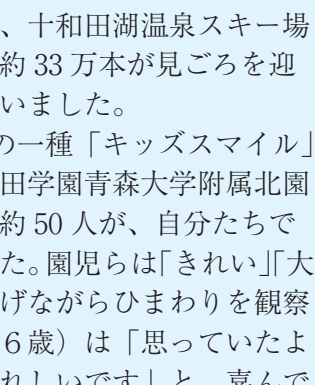 、十和田湖温泉スキー場
約 33 万本が見ごろを迎
いました。
の一種「キッズスマイル」
田学園青森大学附属北園
約 50 人が、自分たちで
た。園児らは「きれい」「大
げながらひまわりを観察
６歳）は「思っていたよ
れしいです」と、喜んで